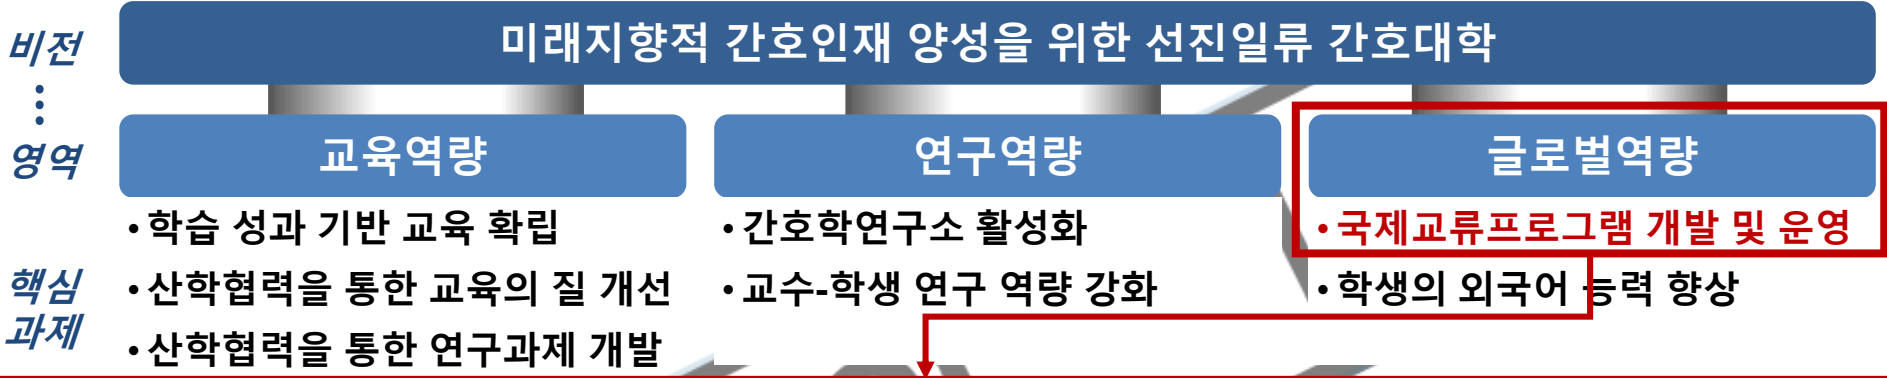 비전
미래지향적 간호인재 양성을 위한 선진일류 간호대학
영역
교육역량
연구역량
글로벌역량
핵심
과제
• 학습 성과 기반 교육 확립
• 산학협력을 통한 교육의 질 개선
• 산학협력을 통한 연구과제 개발
• 간호학연구소 활성화
• 교수-학생 연구 역량 강화
• 국제교류프로그램 개발 및 운영
• 학생의 외국어 능력 향상